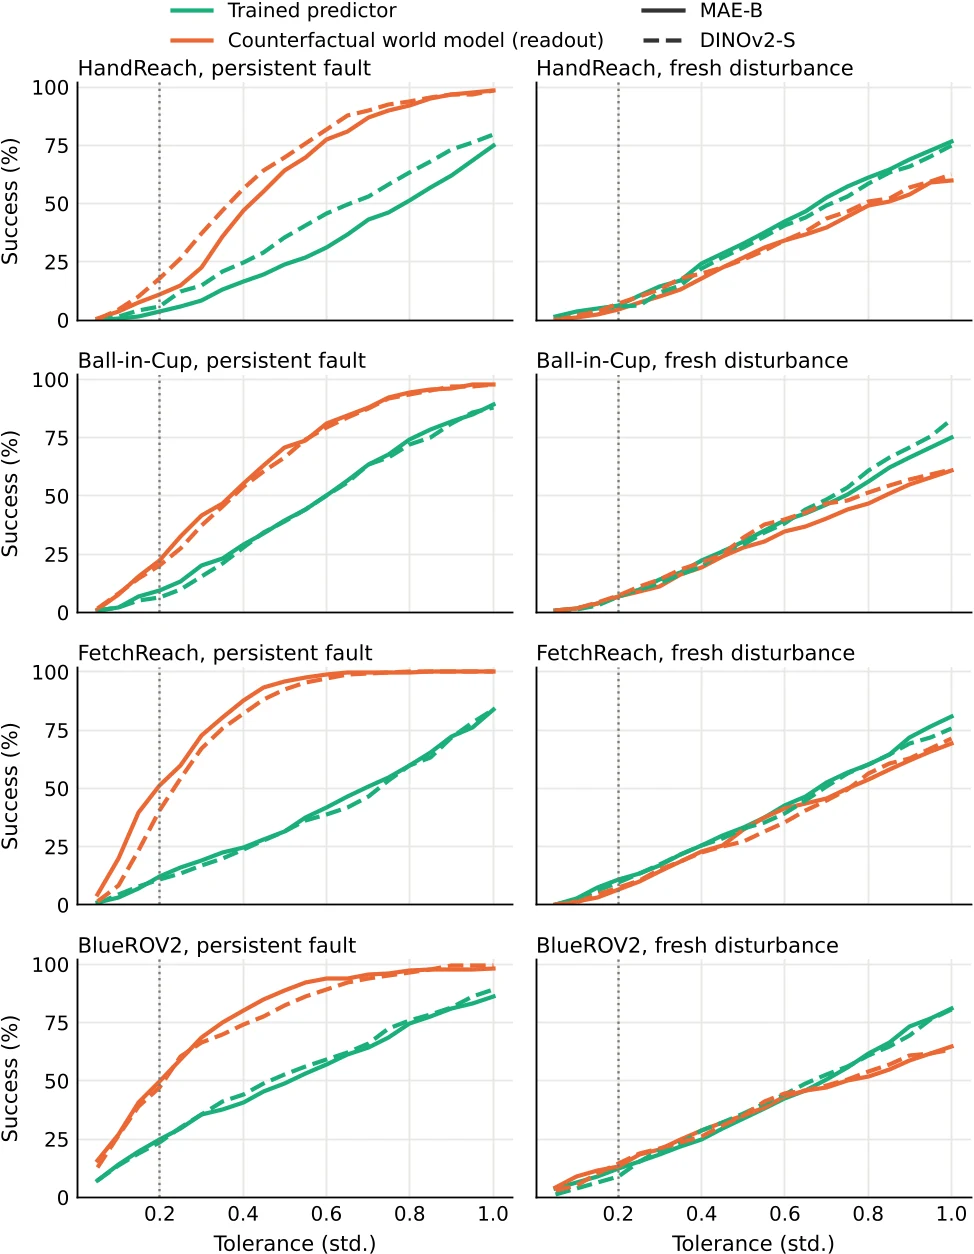 Trained predictor
MAE-B
Counterfactual world model (readout)
DINOv2-S
HandReach, persistent fault
HandReach, fresh disturbance
100
75
50
25
0
Success (%)
Ball-in-Cup, persistent fault
Ball-in-Cup, fresh disturbance
100
75
50
25
0
Success (%)
FetchReach, persistent fault
FetchReach, fresh disturbance
100
75
50
25
0
Success (%)
BlueROV2, persistent fault
BlueROV2, fresh disturbance
100
75
50
25
0
Success (%)
0.2 0.4 0.6 0.8 1.0
0.2 0.4 0.6 0.8 1.0
Tolerance (std.)
Tolerance (std.)